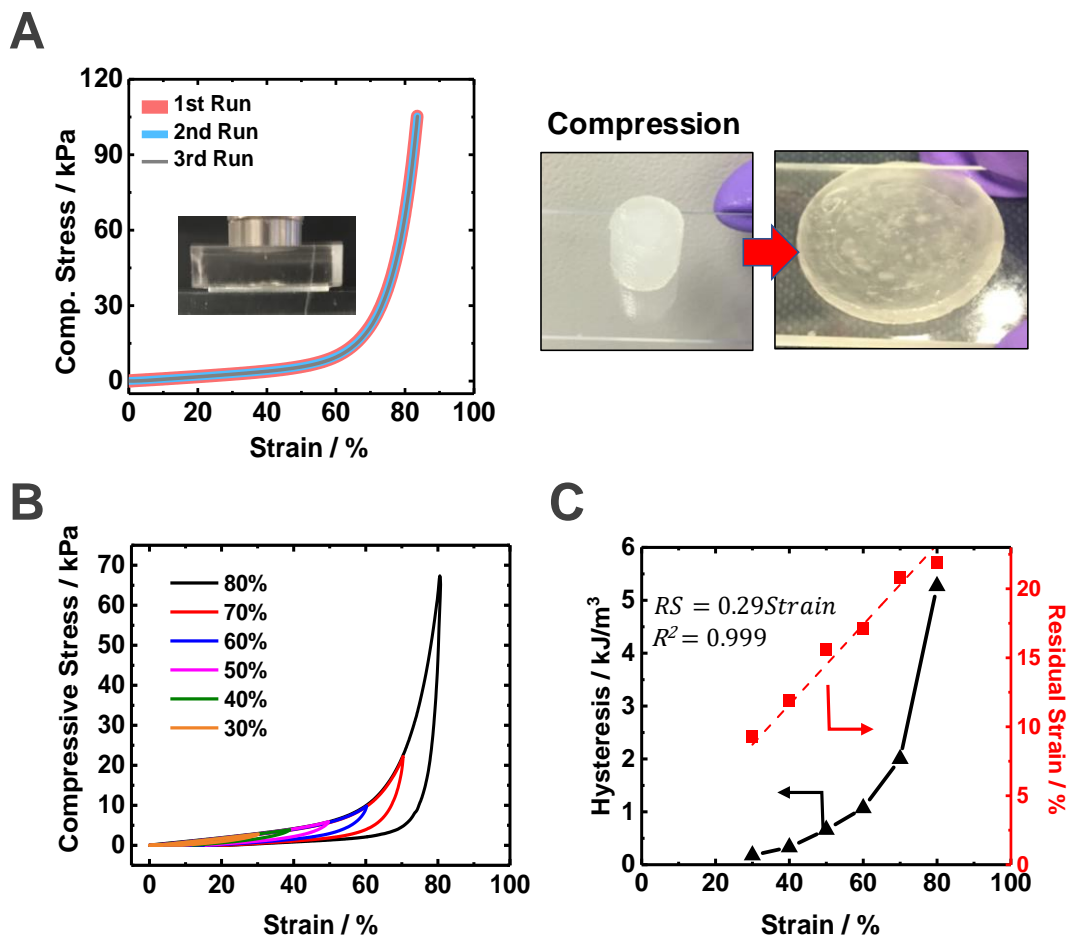 A
120
90
60
30
0
Comp. Stress / kPa
1st Run
2nd Run
3rd Run
0 20 40 60 80 100
Strain / %
Compression
B
70
60
50
40
30
20
10
0
Compressive Stress / kPa
80%
70%
60%
50%
40%
30%
0 20 40 60 80 100
Strain / %
C
6
5
4
3
2
1
0
Hysteresis / kJ/m³
RS = 0.29Strain
R² = 0.999
20
15
10
5
0
Residual Strain / %
0 20 40 60 80 100
Strain / %